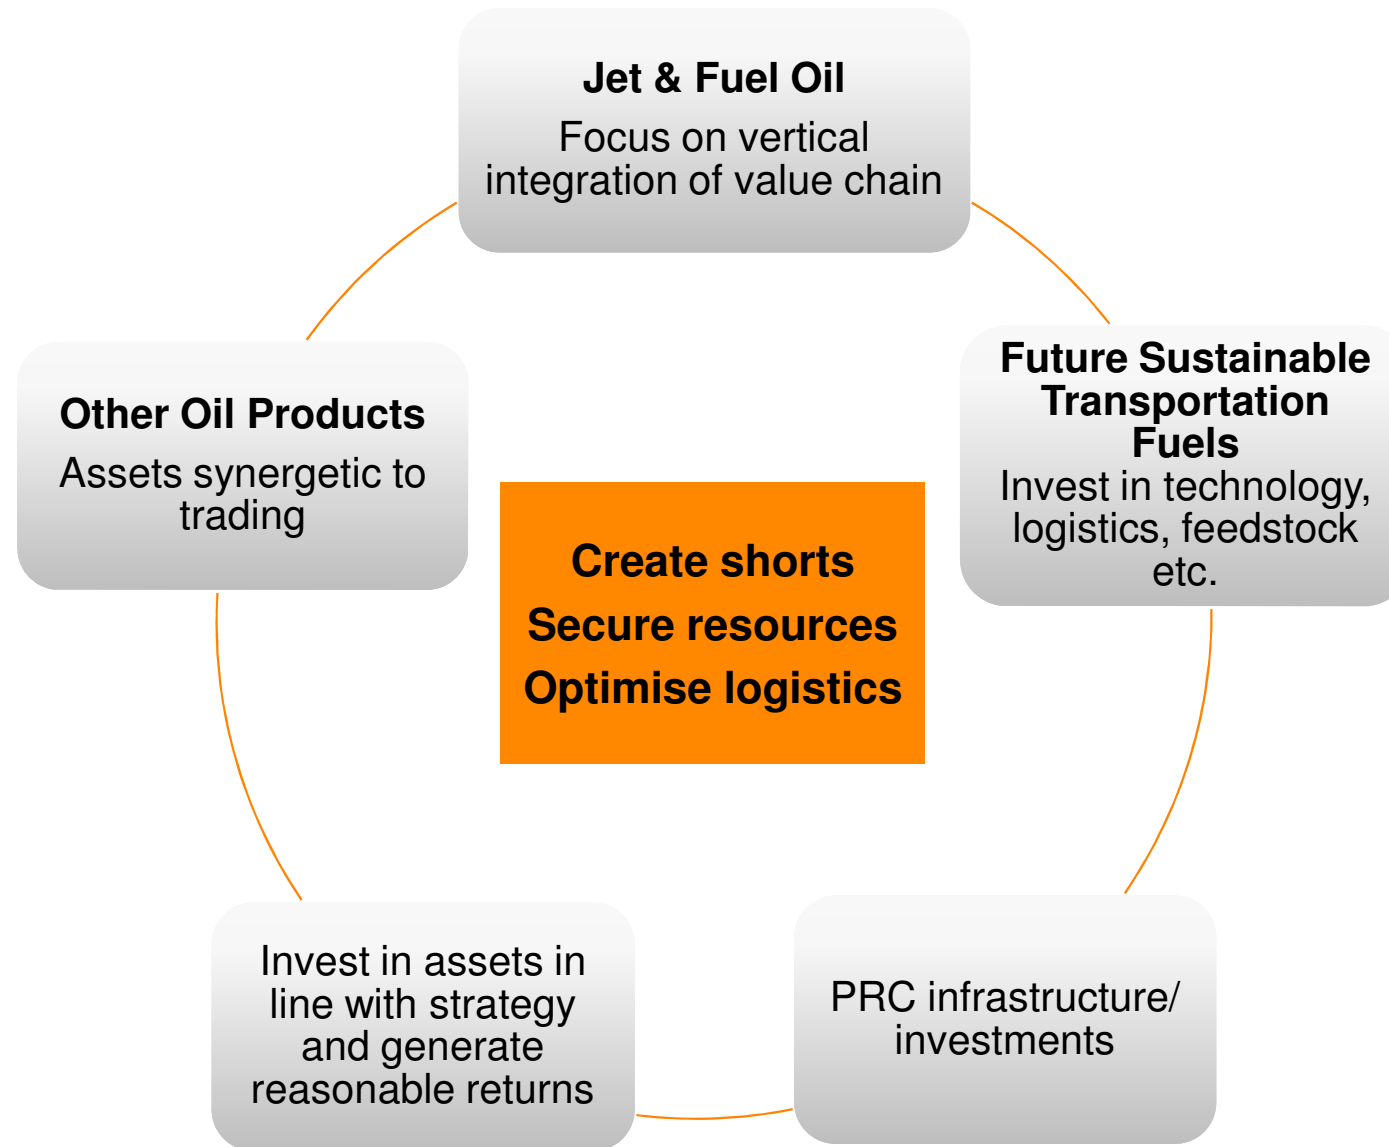 Jet & Fuel Oil
Focus on vertical
integration of value chain
Future Sustainable
Transportation
Fuels
Invest in technology,
logistics, feedstock
etc.
Other Oil Products
Assets synergetic to
trading
Create shorts
Secure resources
Optimise logistics
Invest in assets in
line with strategy
and generate
reasonable returns
PRC infrastructure/
investments